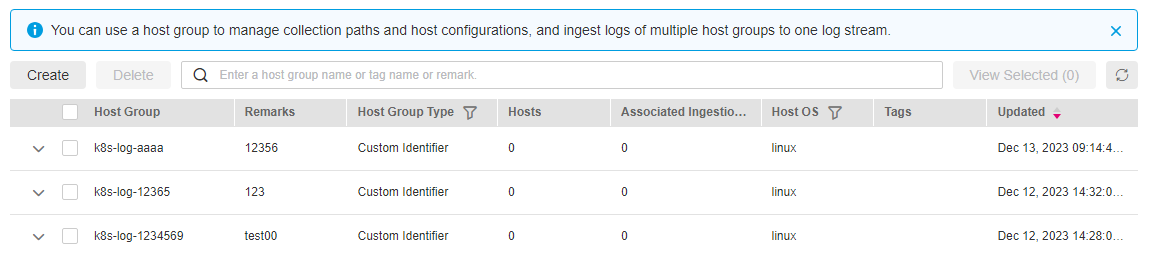 You can use a host group to manage collection paths and host configurations, and ingest logs of multiple host groups to one log stream.
Create Delete Enter a host group name or tag name or remark. View Selected (0)
Host Group Remarks Host Group Type Hosts Associated Ingestio... Host OS Tags Updated
k8s-log-aaaa 12356 Custom Identifier 0 0 linux Dec 13, 2023 09:14:4...
k8s-log-12365 123 Custom Identifier 0 0 linux Dec 12, 2023 14:32:0...
k8s-log-1234569 test00 Custom Identifier 0 0 linux Dec 12, 2023 14:28:0...